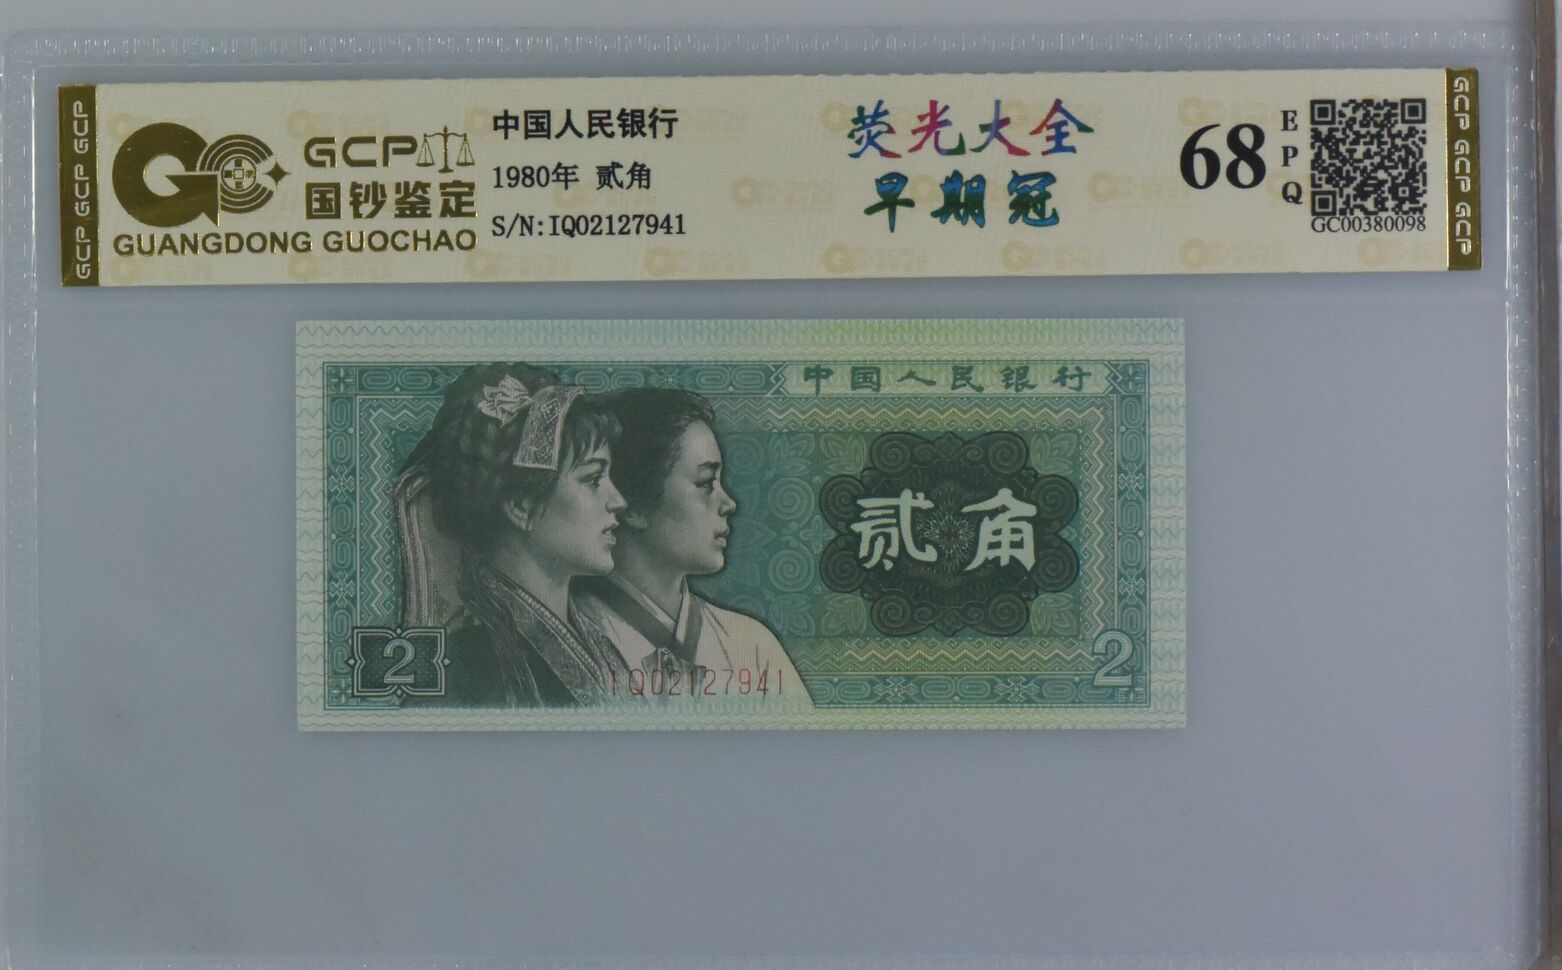 GCP GCP GCP
GCP
国钞鉴定
GUANGDONG GUOCHAO
中国人民银行
1980年 贰角
S/N:IQ02127941
荧光大全
早期冠
68
EPQ
GC00380098
GCP GCP GCP
中国人民银行
贰角
2
2
IQ02127941